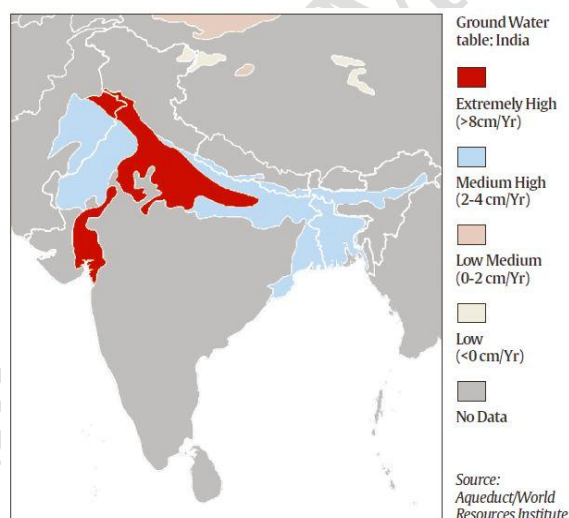 Ground Water
table: India
Extremely High
(>8cm/Yr)
Medium High
(2-4 cm/Yr)
Low Medium
(0-2 cm/Yr)
Low
(<0 cm/Yr)
No Data
Source:
Aqueduct/World
Resources Institute